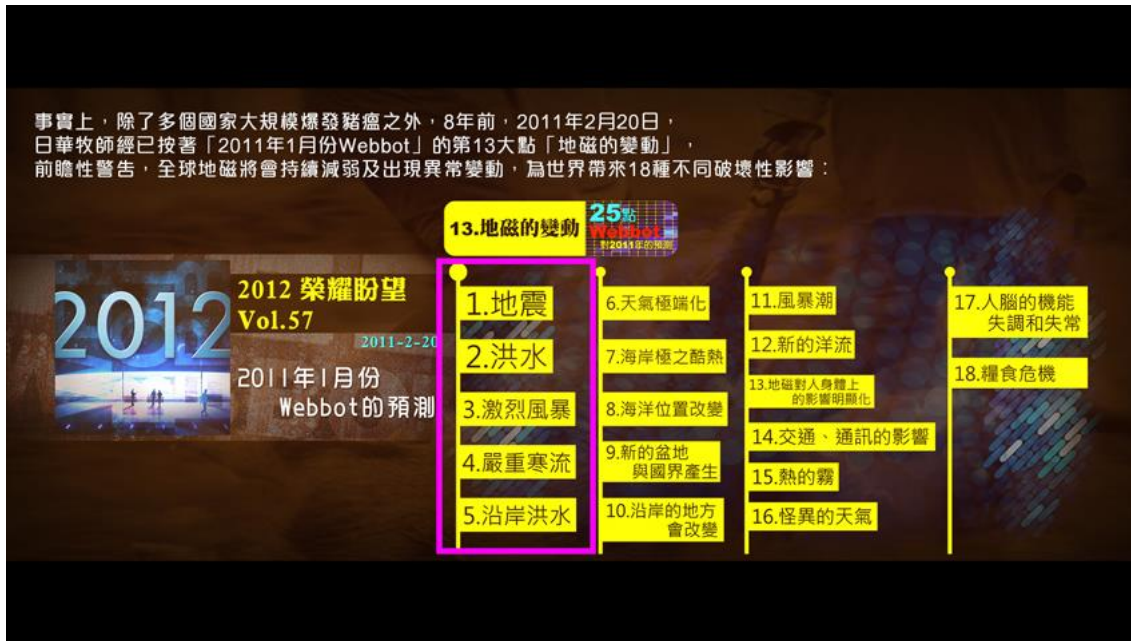 事實上，除了多個國家大規模爆發豬瘟之外，8年前，2011年2月20日，
日華牧師經已按著「2011年1月份Webbot」的第13大點「地磁的變動」，
前瞻性警告，全球地磁將會持續減弱及出現異常變動，為世界帶來18種不同破壞性影響：
13.地磁的變動
25點
Webbot
對2011年的預測
2012
2012 榮耀盼望
Vol.57
2011-2-20
2011年1月份
Webbot的預測
1.地震
2.洪水
3.激烈風暴
4.嚴重寒流
5.沿岸洪水
6.天氣極端化
7.海岸極之酷熱
8.海洋位置改變
9.新的盆地
與國界產生
10.沿岸的地方
會改變
11.風暴潮
12.新的洋流
13.地磁對人身體上
的影響明顯化
14.交通、通訊的影響
15.熱的霧
16.怪異的天氣
17.人腦的機能
失調和失常
18.糧食危機